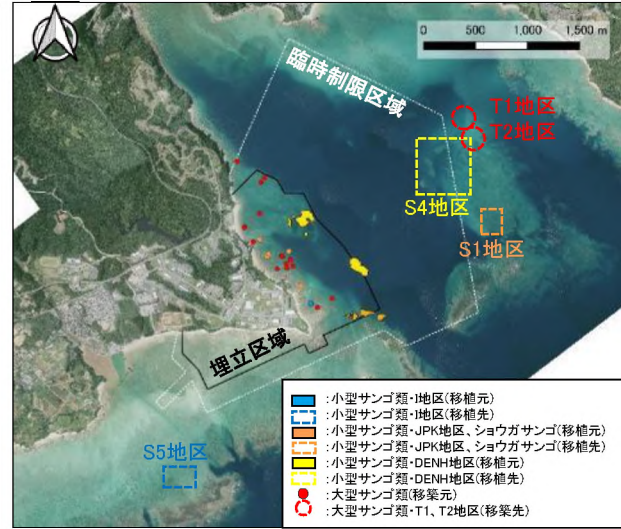 0 500 1,000 1,500 m
臨時制限区域
T1地区
T2地区
S4地区
S1地区
埋立区域
S5地区
:小型サンゴ類・I地区(移植元)
:小型サンゴ類・I地区(移植先)
:小型サンゴ類・JPK地区、ショウガサンゴ(移植元)
:小型サンゴ類・JPK地区、ショウガサンゴ(移植先)
:小型サンゴ類・DENH地区(移植元)
:小型サンゴ類・DENH地区(移植先)
:大型サンゴ類(移築元)
:大型サンゴ類・T1、T2地区(移築先)